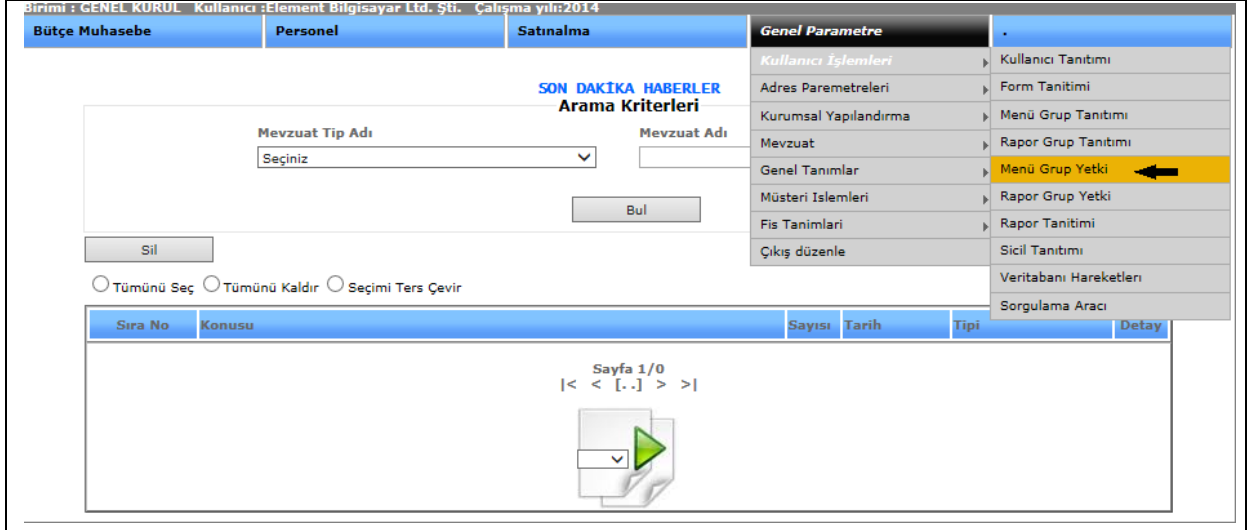 Birimi : GENEL KURUL Kullanıcı :Element Bilgisayar Ltd. Şti. Çalışma yılı:2014
Bütçe Muhasebe Personel Satınalma Genel Parametre .
Kullanıcı İşlemleri
Adres Paremetreleri
Kurumsal Yapılandırma
Mevzuat
Genel Tanımlar
Müsteri Islemleri
Fis Tanimlari
Çıkış düzenle
Kullanıcı Tanıtımı
Form Tanitimi
Menü Grup Tanıtımı
Rapor Grup Tanıtımı
Menü Grup Yetki
Rapor Grup Yetki
Rapor Tanitimi
Sicil Tanıtımı
Veritabanı Hareketleri
Sorgulama Aracı
SON DAKİKA HABERLER
Arama Kriterleri
Mevzuat Tip Adı Mevzuat Adı
Seçiniz
Bul
Sil
Tümünü Seç Tümünü Kaldır Seçimi Ters Çevir
Sıra No Konusu Sayısı Tarih Tipi Detay
Sayfa 1/0
|< < [..] > >|